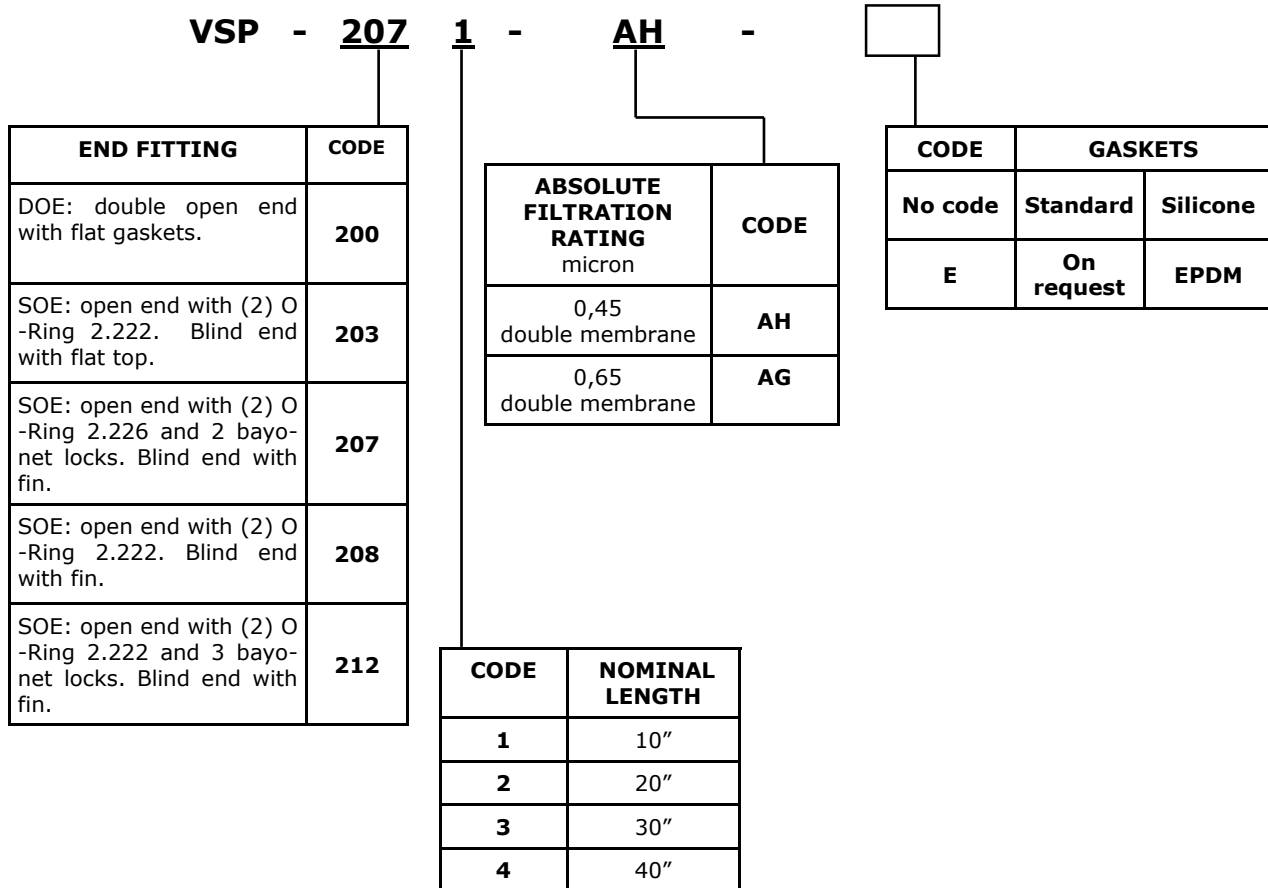 VSP - 207 1 - AH -
END FITTING CODE
DOE: double open end
with flat gaskets.
200
SOE: open end with (2) O
-Ring 2.222. Blind end
with flat top.
203
SOE: open end with (2) O
-Ring 2.226 and 2 bayo-
net locks. Blind end with
fin.
207
SOE: open end with (2) O
-Ring 2.222. Blind end
with fin.
208
SOE: open end with (2) O
-Ring 2.222 and 3 bayo-
net locks. Blind end with
fin.
212
ABSOLUTE
FILTRATION
RATING
micron
CODE
0,45
double membrane
AH
0,65
double membrane
AG
CODE GASKETS
No code Standard Silicone
E
On
request
EPDM
CODE
NOMINAL
LENGTH
1 10″
2 20″
3 30″
4 40″